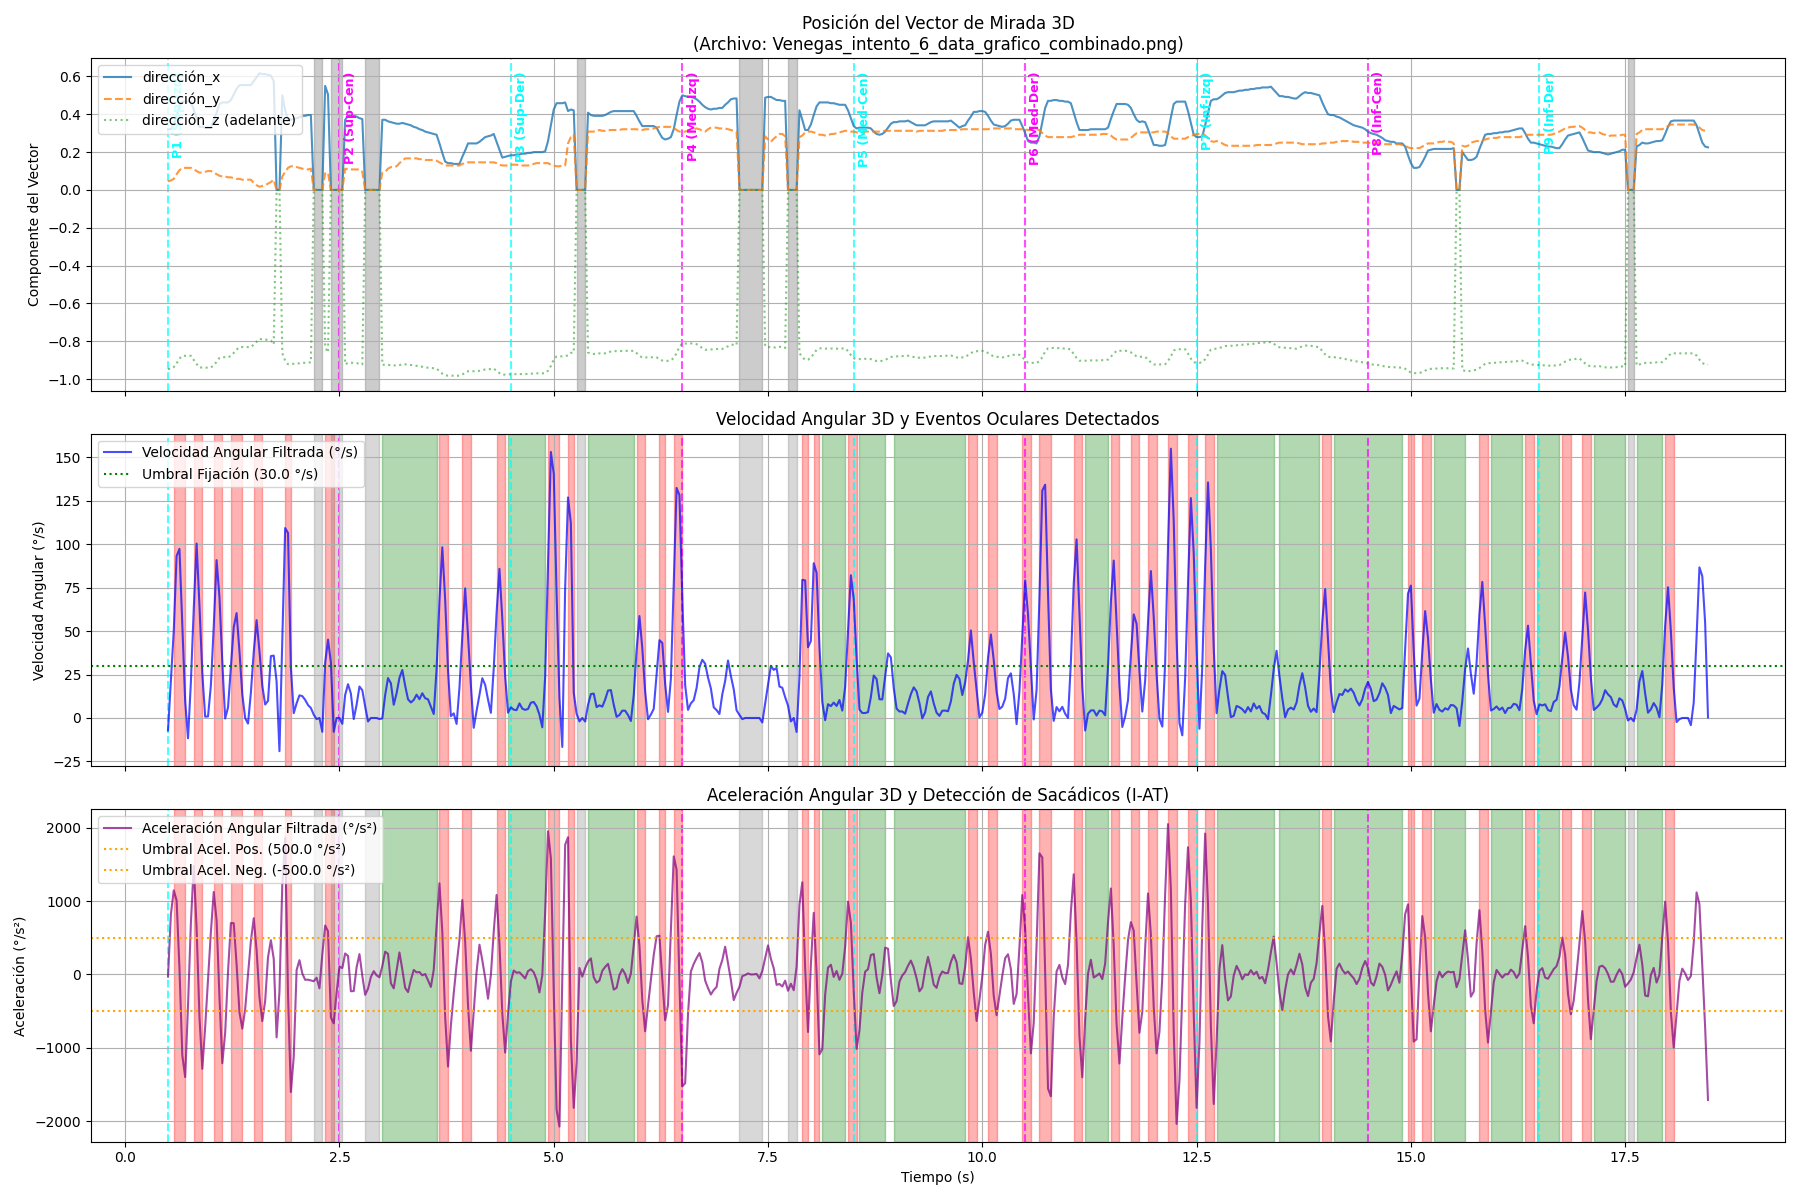 Posición del Vector de Mirada 3D
(Archivo: Venegas_intento_6_data_grafico_combinado.png)
dirección_x
dirección_y
dirección_z (adelante)
P2 (Sup-Cen)
P3 (Sup-Der)
P4 (Med-Izq)
P5 (Med-Cen)
P6 (Med-Der)
P7 (Inf-Izq)
P8 (Inf-Cen)
P9 (Inf-Der)
Componente del Vector
0.6
0.4
0.2
0.0
−0.2
−0.4
−0.6
−0.8
−1.0
Velocidad Angular 3D y Eventos Oculares Detectados
Velocidad Angular Filtrada (°/s)
Umbral Fijación (30.0 °/s)
Velocidad Angular (°/s)
150
125
100
75
50
25
0
−25
Aceleración Angular 3D y Detección de Sacádicos (I-AT)
Aceleración Angular Filtrada (°/s²)
Umbral Acel. Pos. (500.0 °/s²)
Umbral Acel. Neg. (-500.0 °/s²)
Aceleración (°/s²)
2000
1000
0
−1000
−2000
0.0 2.5 5.0 7.5 10.0 12.5 15.0 17.5
Tiempo (s)